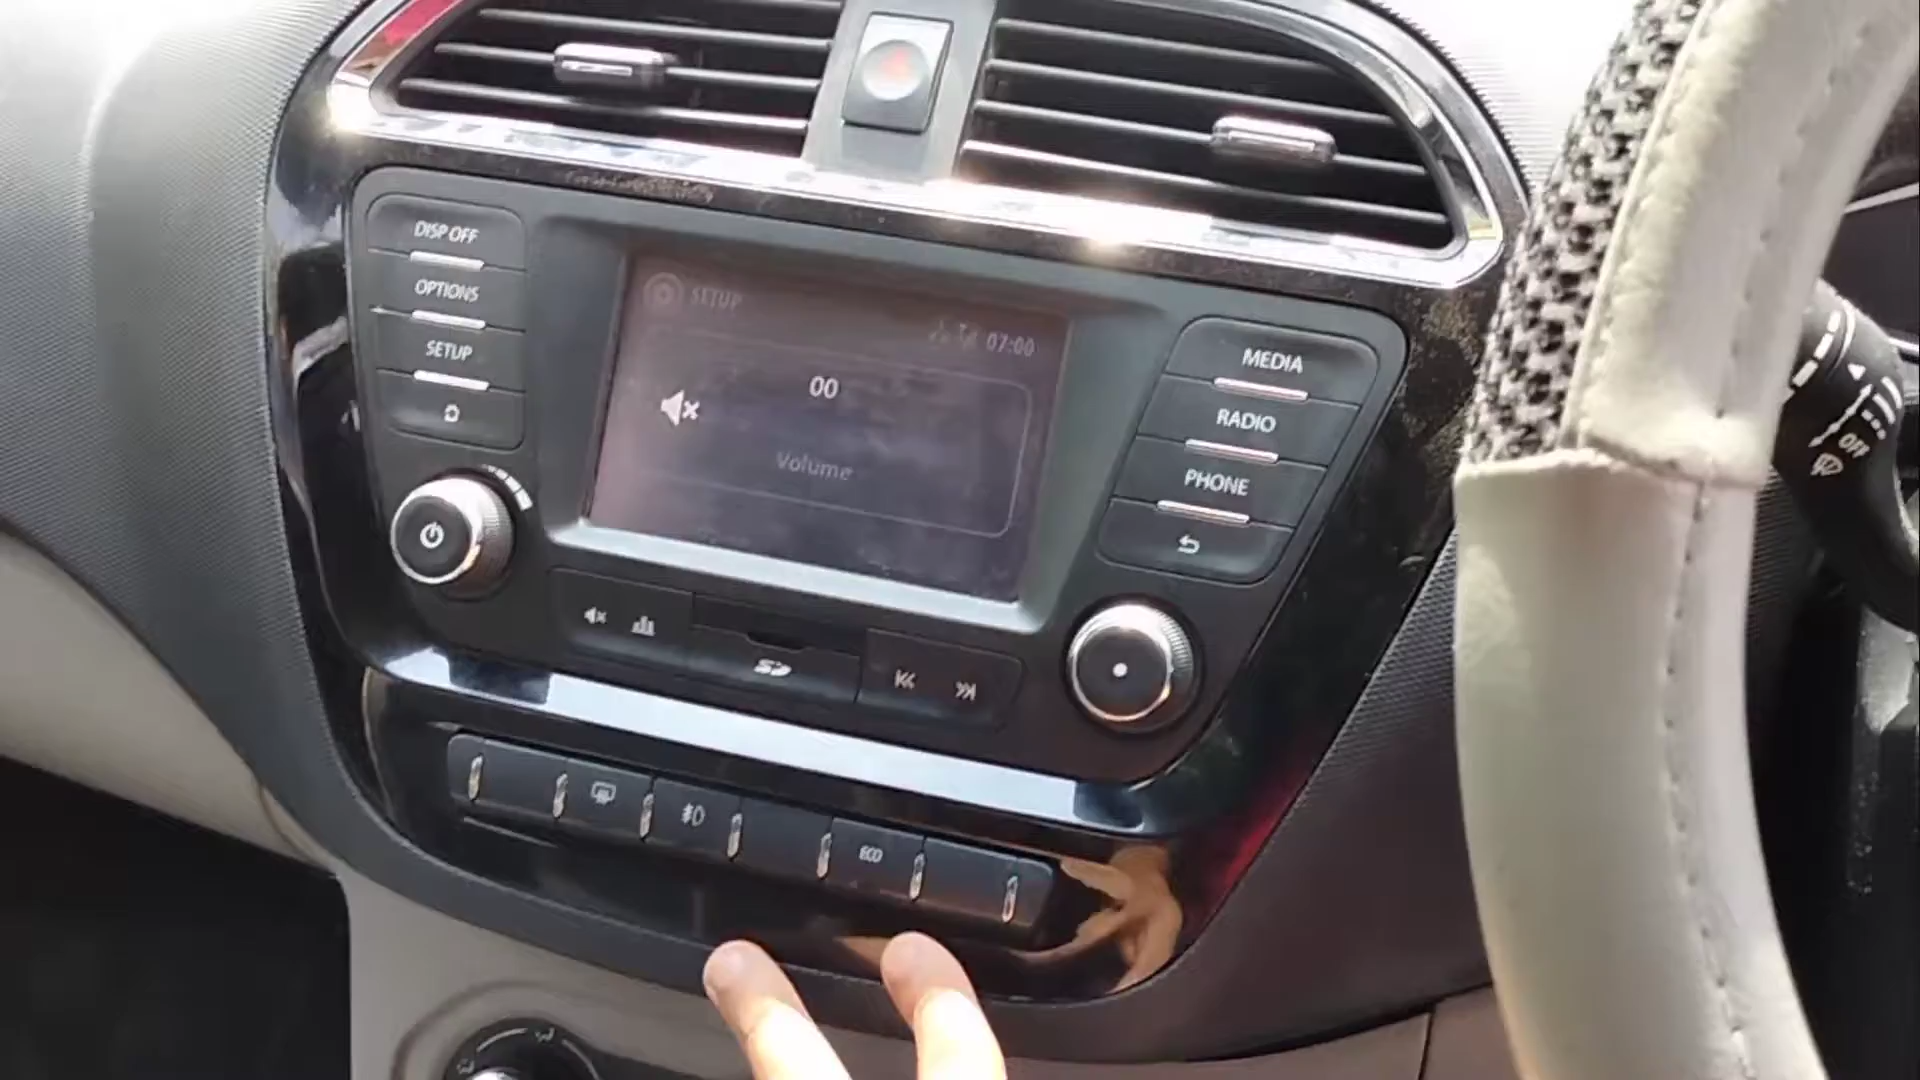 DISP OFF
OPTIONS
SETUP
SETUP
07:00
00
Volume
MEDIA
RADIO
PHONE
SD
ECO
OFF